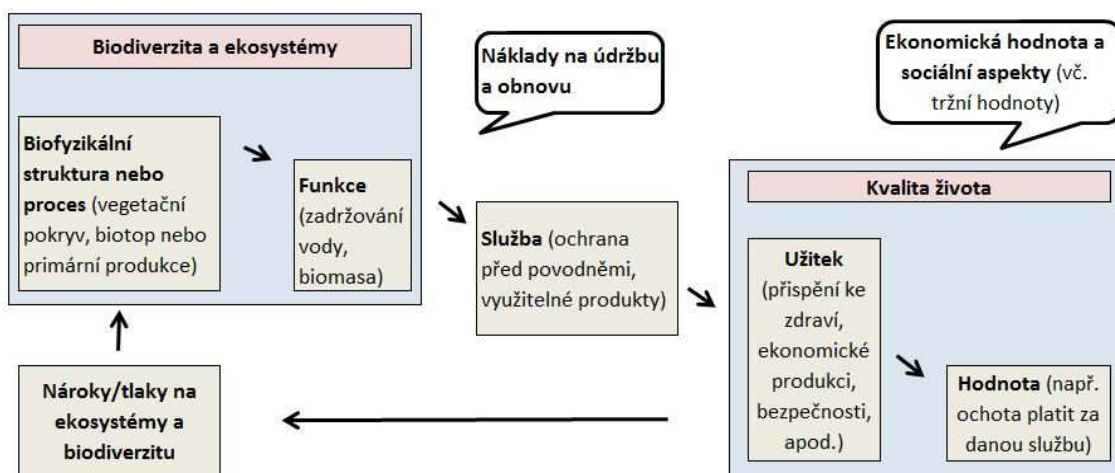 Biodiverzita a ekosystémy
Biofyzikální
struktura nebo
proces (vegetační
pokryv, biotop nebo
primární produkce)
Funkce
(zadržování
vody,
biomasa)
Náklady na údržbu
a obnovu
Služba (ochrana
před povodněmi,
využitelné produkty)
Ekonomická hodnota a
sociální aspekty (vč.
tržní hodnoty)
Kvalita života
Užitek
(přispění ke
zdraví,
ekonomické
produkci,
bezpečnosti,
apod.)
Hodnota (např.
ochota platit za
danou službu)
Nároky/tlaky na
ekosystémy a
biodiverzitu